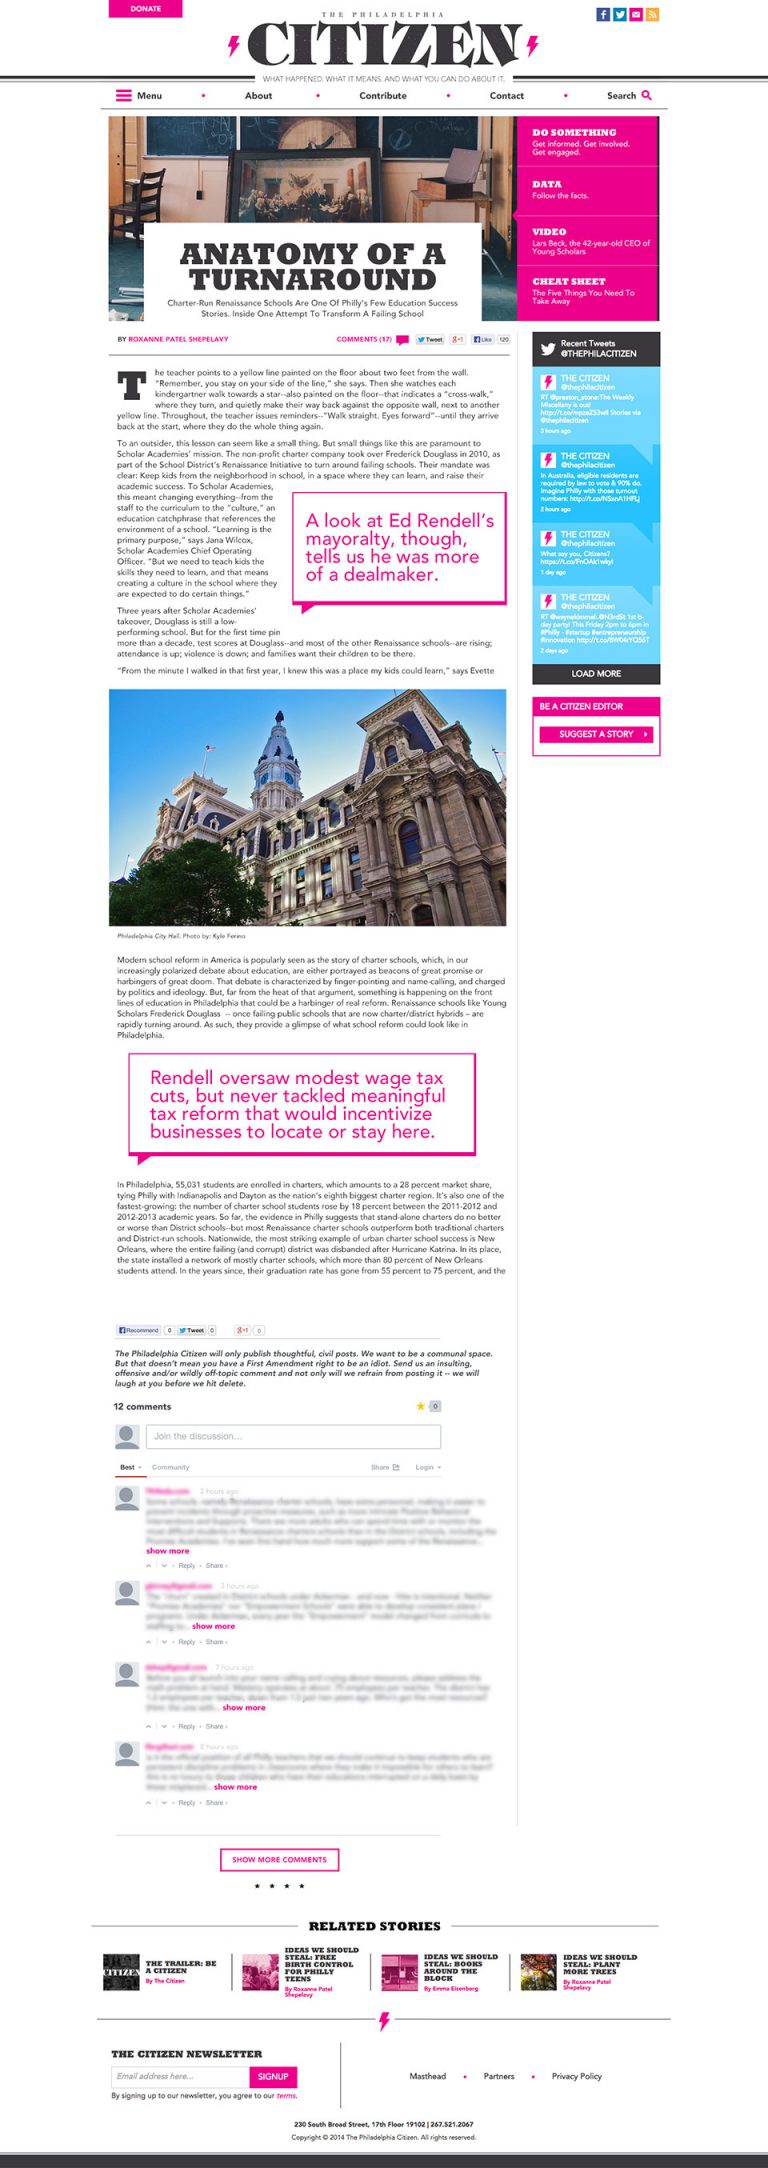 DONATE
THE PHILADELPHIA
CITIZEN
WHAT HAPPENED. WHAT IT MEANS. AND WHAT YOU CAN DO ABOUT IT.
Menu • About • Contribute • Contact • Search
ANATOMY OF A
TURNAROUND
Charter-Run Renaissance Schools Are One Of Philly's Few Education Success
Stories. Inside One Attempt To Transform A Failing School
DO SOMETHING
Get informed. Get involved.
Get engaged.
DATA
Follow the facts.
VIDEO
Lars Beck, the 42-year-old CEO of
Young Scholars
CHEAT SHEET
The Five Things You Need To
Take Away
BY ROXANNE PATEL SHEPELAVY
COMMENTS (17)
Tweet
g+1
Like
120
The teacher points to a yellow line painted on the floor about two feet from the wall.
"Remember, you stay on your side of the line," she says. Then she watches each
kindergartner walk towards a star--also painted on the floor--that indicates a "cross-walk,"
where they turn, and quietly make their way back against the opposite wall, next to another
yellow line. Throughout, the teacher issues reminders--"Walk straight. Eyes forward"--until they arrive
back at the start, where they do the whole thing again.
To an outsider, this lesson can seem like a small thing. But small things like this are paramount to
Scholar Academies' mission. The non-profit charter company took over Frederick Douglass in 2010, as
part of the School District's Renaissance Initiative to turn around failing schools. Their mandate was
clear: Keep kids from the neighborhood in school, in a space where they can learn, and raise their
academic success. To Scholar Academies,
this meant changing everything--from the
staff to the curriculum to the "culture," an
education catchphrase that references the
environment of a school. "Learning is the
primary purpose," says Jana Wilcox,
Scholar Academies Chief Operating
Officer. "But we need to teach kids the
skills they need to learn, and that means
creating a culture in the school where they
are expected to do certain things."
A look at Ed Rendell's
mayoralty, though,
tells us he was more
of a dealmaker.
Three years after Scholar Academies'
takeover, Douglass is still a low-
performing school. But for the first time pin
more than a decade, test scores at Douglass--and most of the other Renaissance schools--are rising;
attendance is up; violence is down; and families want their children to be there.
"From the minute I walked in that first year, I knew this was a place my kids could learn," says Evette
Recent Tweets
@THEPHILACITIZEN
THE CITIZEN
@thephilacitizen
RT @preston_stone:The Weekly
Miscellany is out!
Stories via
@thephilacitizen
3 hours ago
THE CITIZEN
@thephilacitizen
In Australia, eligible residents are
required by law to vote & 90% do.
Imagine Philly with those turnout
numbers:
2 hours ago
THE CITIZEN
@thephilacitizen
What say you, Citizens?
1 day ago
THE CITIZEN
@thephilacitizen
RT @waynekimmel: @N3rdSt 1st b-
day party! This Friday 2pm to 6pm in
#Philly - #startup #entrepreneurship
#innovation
2 days ago
LOAD MORE
BE A CITIZEN EDITOR
SUGGEST A STORY
Philadelphia City Hall. Photo by: Kyle Ferino
Modern school reform in America is popularly seen as the story of charter schools, which, in our
increasingly polarized debate about education, are either portrayed as beacons of great promise or
harbingers of great doom. That debate is characterized by finger-pointing and name-calling, and charged
by politics and ideology. But, far from the heat of that argument, something is happening on the front
lines of education in Philadelphia that could be a harbinger of real reform. Renaissance schools like Young
Scholars Frederick Douglass -- once failing public schools that are now charter/district hybrids – are
rapidly turning around. As such, they provide a glimpse of what school reform could look like in
Philadelphia.
Rendell oversaw modest wage tax
cuts, but never tackled meaningful
tax reform that would incentivize
businesses to locate or stay here.
In Philadelphia, 55,031 students are enrolled in charters, which amounts to a 28 percent market share,
tying Philly with Indianapolis and Dayton as the nation's eighth biggest charter region. It's also one of the
fastest-growing: the number of charter school students rose by 18 percent between the 2011-2012 and
2012-2013 academic years. So far, the evidence in Philly suggests that stand-alone charters do no better
or worse than District schools--but most Renaissance charter schools outperform both traditional charters
and District-run schools. Nationwide, the most striking example of urban charter school success is New
Orleans, where the entire failing (and corrupt) district was disbanded after Hurricane Katrina. In its place,
the state installed a network of mostly charter schools, which more than 80 percent of New Orleans
students attend. In the years since, their graduation rate has gone from 55 percent to 75 percent, and the
Recommend 0 Tweet 0 g+1 0
The Philadelphia Citizen will only publish thoughtful, civil posts. We want to be a communal space.
But that doesn't mean you have a First Amendment right to be an idiot. Send us an insulting,
offensive and/or wildly off-topic comment and not only will we refrain from posting it -- we will
laugh at you before we hit delete.
12 comments
0
Join the discussion...
Best Community Share Login
2 hours ago
show more
Reply • Share ›
3 hours ago
show more
Reply • Share ›
7 hours ago
show more
Reply • Share ›
8 hours ago
show more
Reply • Share ›
SHOW MORE COMMENTS
RELATED STORIES
CITIZEN
THE TRAILER: BE
A CITIZEN
By The Citizen
IDEAS WE SHOULD
STEAL: FREE
BIRTH CONTROL
FOR PHILLY
TEENS
By Roxanne Patel
Shepelavy
IDEAS WE SHOULD
STEAL: BOOKS
AROUND THE
BLOCK
By Emma Eisenberg
IDEAS WE SHOULD
STEAL: PLANT
MORE TREES
By Roxanne Patel
Shepelavy
THE CITIZEN NEWSLETTER
Email address here...
SIGNUP
By signing up to our newsletter, you agree to our terms.
Masthead • Partners • Privacy Policy
230 South Broad Street, 17th Floor 19102 | 267.521.2067
Copyright © 2014 The Philadelphia Citizen. All rights reserved.